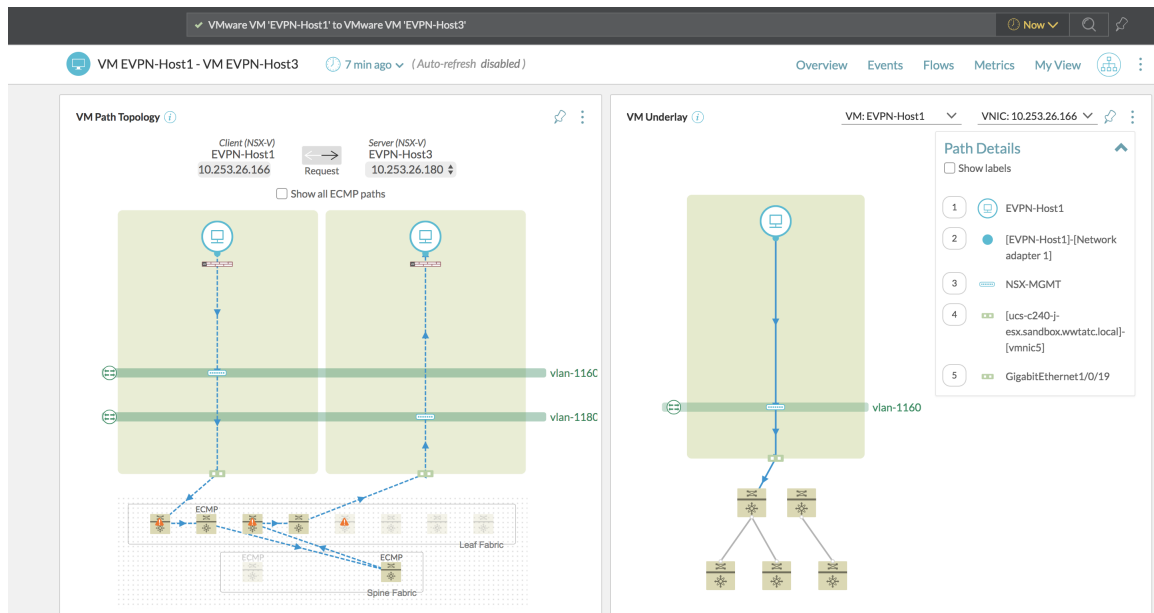 VMware VM 'EVPN-Host1' to VMware VM 'EVPN-Host3'
Now
VM EVPN-Host1 - VM EVPN-Host3
7 min ago
(Auto-refresh disabled)
Overview
Events
Flows
Metrics
My View
VM Path Topology
Client (NSX-V)
EVPN-Host1
10.253.26.166
Request
Server (NSX-V)
EVPN-Host3
10.253.26.180
Show all ECMP paths
vlan-1160
vlan-1180
ECMP
Leaf Fabric
ECMP
ECMP
Spine Fabric
VM Underlay
VM: EVPN-Host1
VNIC: 10.253.26.166
Path Details
Show labels
1
EVPN-Host1
2
[EVPN-Host1]-[Network
adapter 1]
3
NSX-MGMT
4
[ucs-c240-j-
esx.sandbox.wwtatc.local]-
[vmnic5]
5
GigabitEthernet1/0/19
vlan-1160